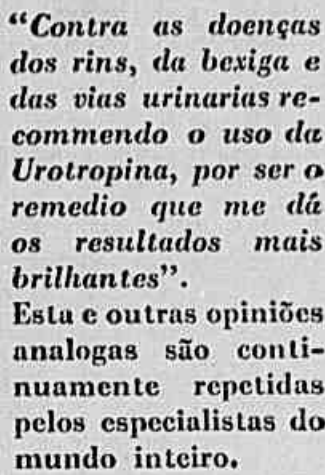 “Contra as doenças
dos rins, da bexiga e
das vias urinarias re-
commendo o uso da
Urotropina, por ser o
remedio que me dá
os resultados mais
brilhantes”.
Esta e outras opiniões
analogas são conti-
nuamente repetidas
pelos especialistas do
mundo inteiro.